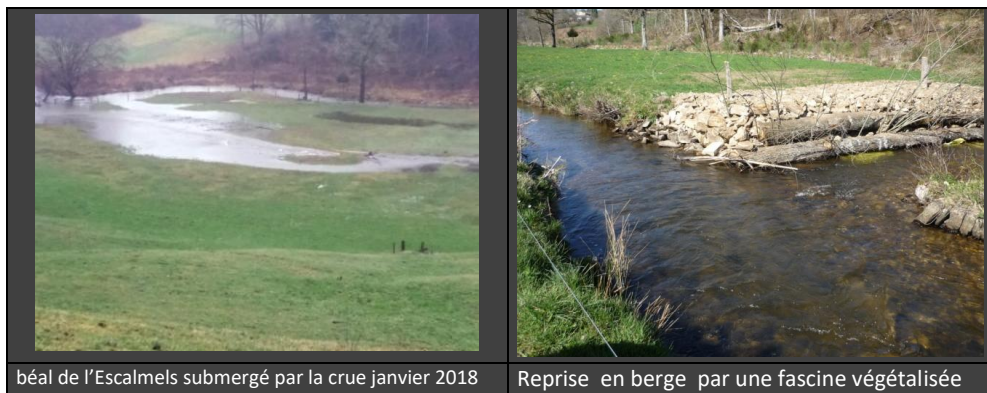 béal de l’Escalmels submergé par la crue janvier 2018
Reprise  en berge  par une fascine végétalisée